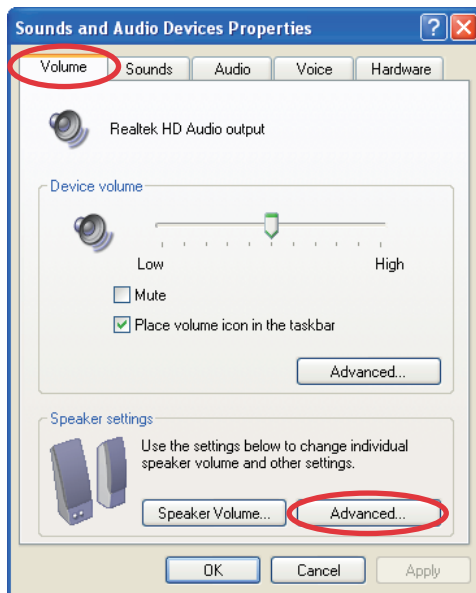 Sounds and Audio Devices Properties
Volume Sounds Audio Voice Hardware
Realtek HD Audio output
Device volume
Low High
Mute
Place volume icon in the taskbar
Advanced...
Speaker settings
Use the settings below to change individual
speaker volume and other settings.
Speaker Volume... Advanced...
OK Cancel Apply